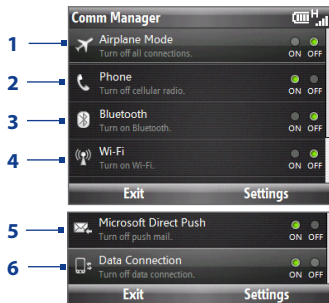 Comm Manager H
1 Airplane Mode
Turn off all connections. ON OFF
2 Phone
Turn off cellular radio. ON OFF
3 Bluetooth
Turn on Bluetooth. ON OFF
4 Wi-Fi
Turn on Wi-Fi. ON OFF
Exit Settings
5 Microsoft Direct Push
Turn off push mail. ON OFF
6 Data Connection
Turn off data connection. ON OFF
Exit Settings